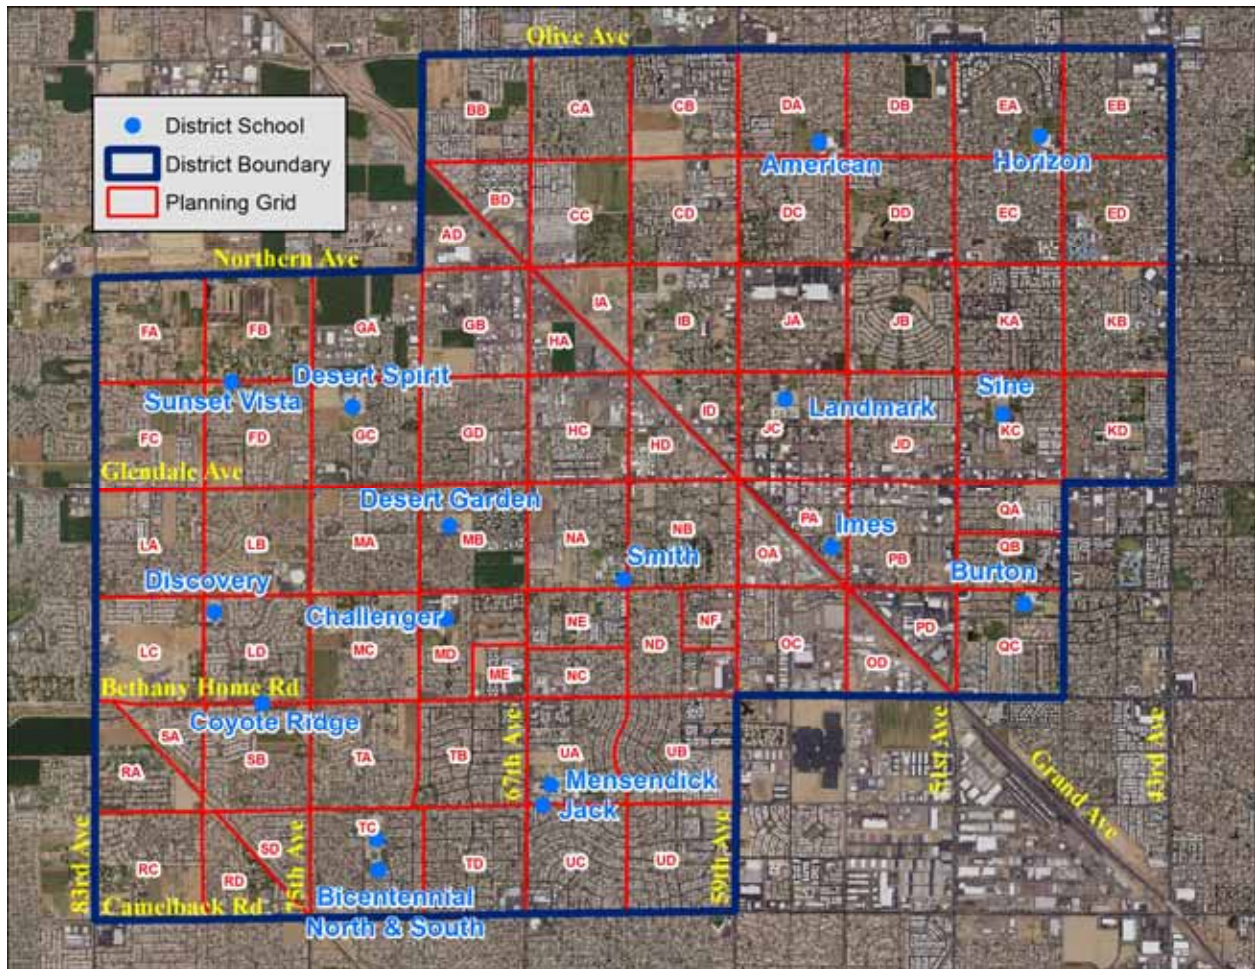 Olive Ave
District School
District Boundary
Planning Grid
BB
CA
CB
DA
DB
EA
EB
American
Horizon
BD
CC
CD
DC
DD
EC
ED
AD
Northern Ave
FA
FB
GA
GB
HA
IA
IB
JA
JB
KA
KB
Desert Spirit
Sunset Vista
Landmark
Sine
FC
FD
GC
GD
HC
HD
ID
JC
JD
KC
KD
Glendale Ave
Desert Garden
LA
LB
MA
MB
NA
NB
OA
PA
PB
QA
QB
Imes
Smith
Burton
Discovery
Challenger
LC
LD
MC
MD
ME
NE
NC
ND
NF
OC
OD
PD
QC
Bethany Home Rd
Coyote Ridge
RA
SA
SB
TA
TB
67th Ave
UA
UB
51st Ave
Grand Ave
43rd Ave
Mensendick
Jack
83rd Ave
RC
RD
SD
75th Ave
TC
TD
UC
UD
59th Ave
Camelback Rd
Bicentennial
North & South